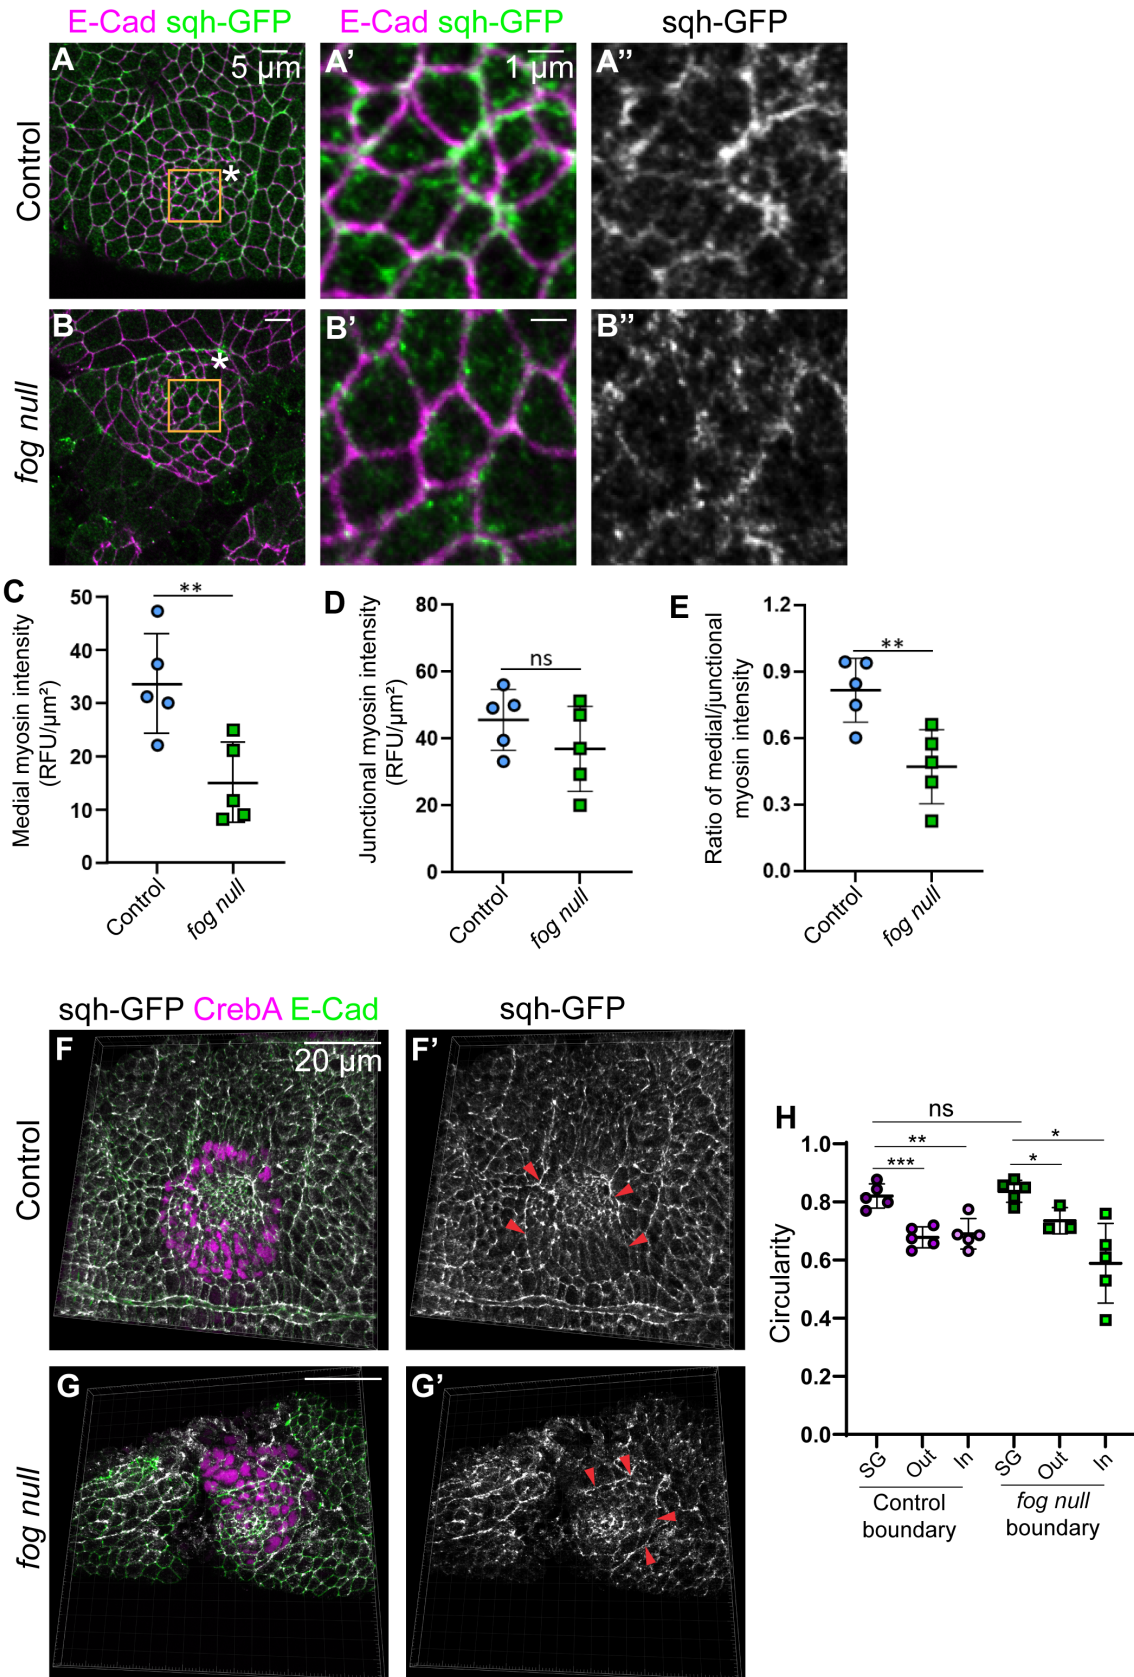 E-Cad sqh-GFP
E-Cad sqh-GFP
sqh-GFP
Control
A
*
5 µm
A'
1 µm
A''
fog null
B
*
B'
B''
C
Medial myosin intensity
(RFU/µm²)
50
40
30
20
10
0
**
Control
fog null
D
Junctional myosin intensity
(RFU/µm²)
80
60
40
20
0
ns
Control
fog null
E
Ratio of medial/junctional
myosin intensity
1.2
0.9
0.6
0.3
0.0
**
Control
fog null
sqh-GFP CrebA E-Cad
sqh-GFP
Control
F
20 µm
F'
fog null
G
G'
H
Circularity
1.0
0.8
0.6
0.4
0.2
0.0
ns
**
***
*
*
SG
Out
In
SG
Out
In
Control
boundary
fog null
boundary